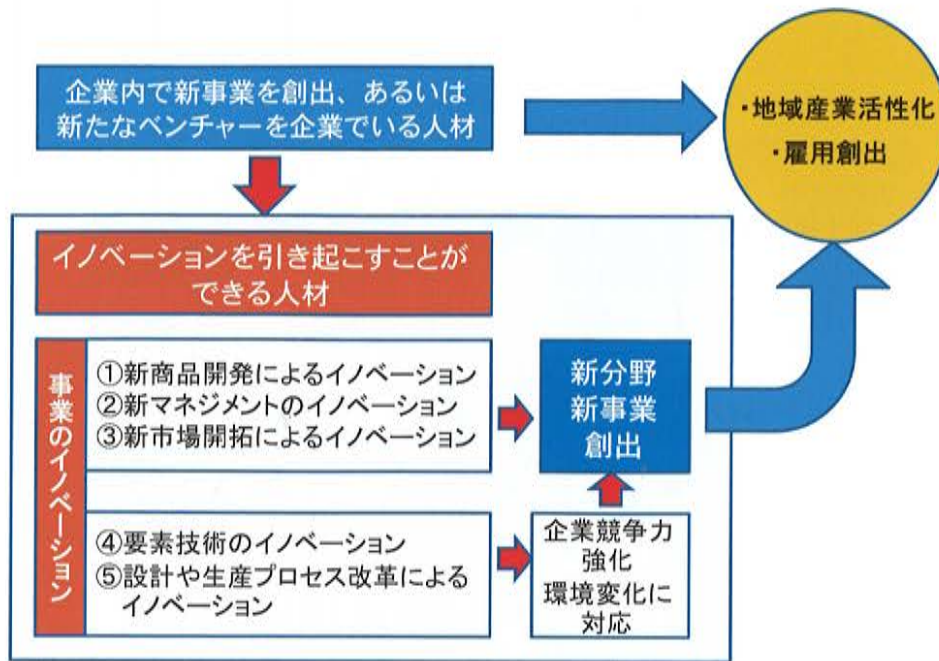 企業内で新事業を創出、あるいは
新たなベンチャーを企業でいる人材
・地域産業活性化
・雇用創出
イノベーションを引き起こすことが
できる人材
事業のイノベーション
①新商品開発によるイノベーション
②新マネジメントのイノベーション
③新市場開拓によるイノベーション
新分野
新事業
創出
④要素技術のイノベーション
⑤設計や生産プロセス改革による
イノベーション
企業競争力
強化
環境変化に
対応